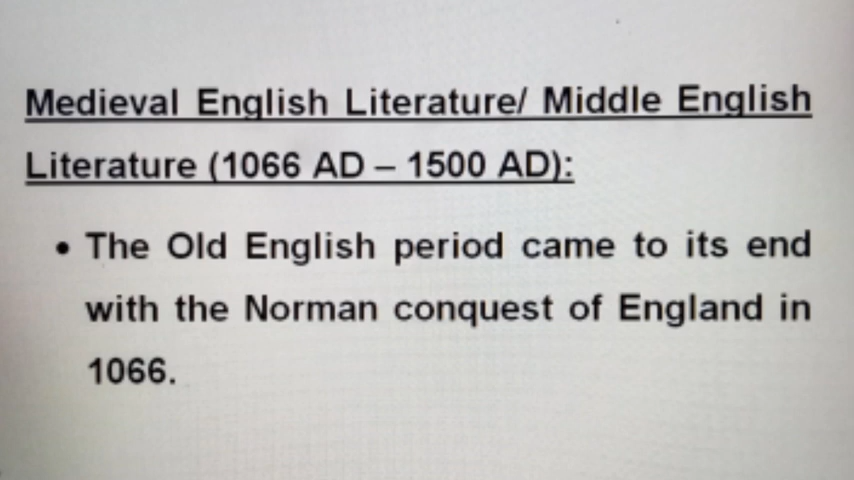 Medieval English Literature/ Middle English
Literature (1066 AD – 1500 AD):
• The Old English period came to its end
with the Norman conquest of England in
1066.